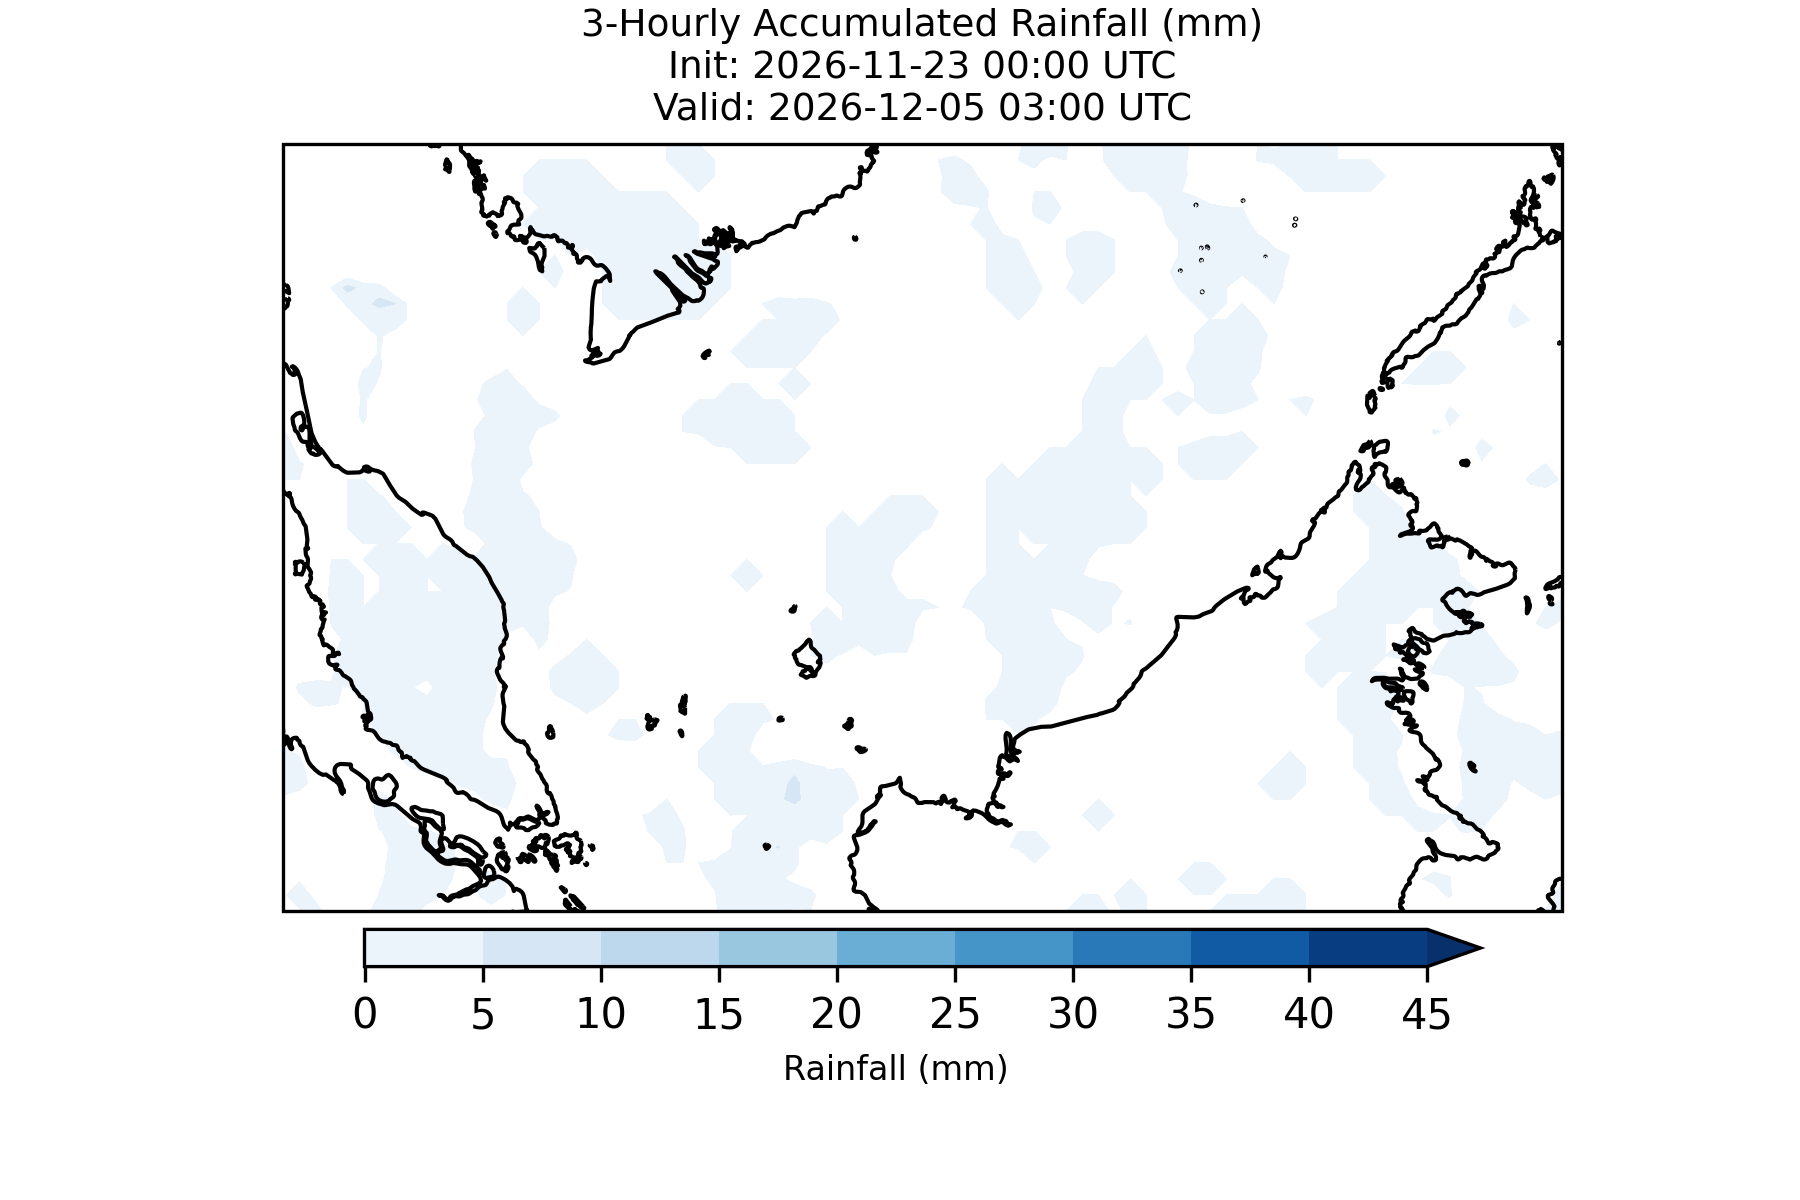 3-Hourly Accumulated Rainfall (mm)
Init: 2026-11-23 00:00 UTC
Valid: 2026-12-05 03:00 UTC
0 5 10 15 20 25 30 35 40 45
Rainfall (mm)